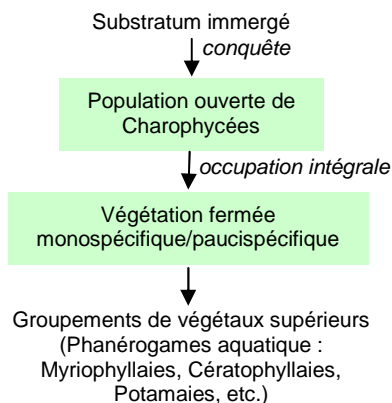 Substratum immergé
conquête
Population ouverte de
Charophycées
occupation intégrale
Végétation fermée
monospécifique/paucispécifique
Groupements de végétaux supérieurs
(Phanérogames aquatique :
Myriophyllaies, Cératophyllaies,
Potamaies, etc.)